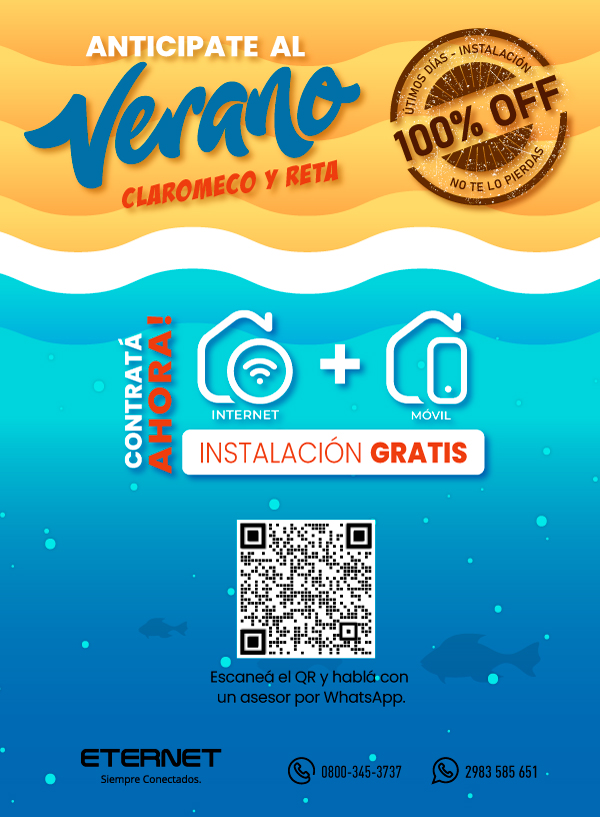 ANTICIPATE AL
Verano
CLAROMECO Y RETA
ÚTIMOS DÍAS - INSTALACIÓN
100% OFF
NO TE LO PIERDAS
CONTRATÁ
AHORA!
INTERNET
+
MÓVIL
INSTALACIÓN GRATIS
Escaneá el QR y hablá con
un asesor por WhatsApp.
ETERNET
Siempre Conectados.
0800-345-3737
2983 585 651